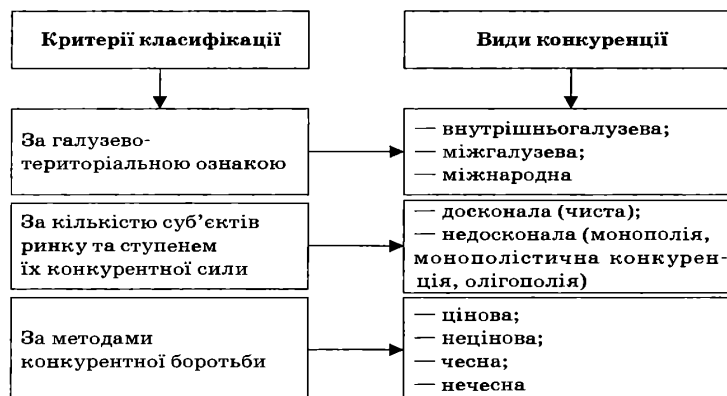 Критерії класифікації
Види конкуренції
За галузево-
територіальною ознакою
— внутрішньогалузева;
— міжгалузева;
— міжнародна
За кількістю суб’єктів
ринку та ступенем
їх конкурентної сили
— досконала (чиста);
— недосконала (монополія,
монополістична конкурен-
ція, олігополія)
За методами
конкурентної боротьби
— цінова;
— нецінова;
— чесна;
— нечесна